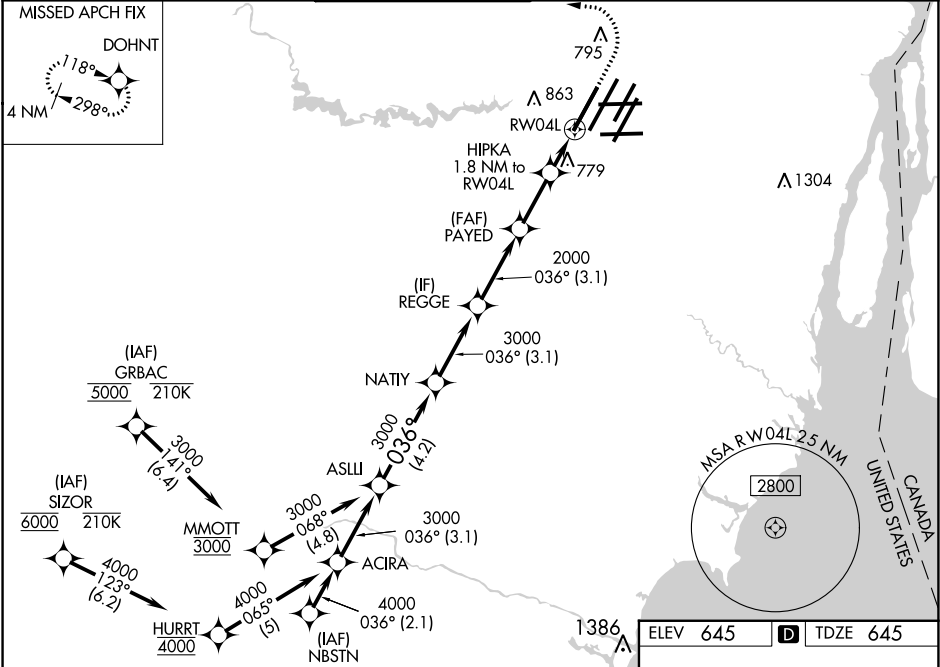 MISSED APCH FIX
DOHNT
118°
298°
4 NM
795
863
RW04L
HIPKA
1.8 NM to
RW04L
779
1304
(FAF)
PAYED
2000
036° (3.1)
(IF)
REGGE
3000
036° (3.1)
NATIY
(IAF)
GRBAC
5000 210K
3000
141°
(6.4)
3000
036°
(4.2)
ASLLI
(IAF)
SIZOR
6000 210K
MMOTT
3000
3000
068°
(4.8)
3000
036° (3.1)
ACIRA
4000
123°
(6.2)
HURRT
4000
4000
065°
(5)
4000
036° (2.1)
(IAF)
NBSTN
MSA RW04L 25 NM
2800
CANADA
UNITED STATES
1386
ELEV 645 D TDZE 645